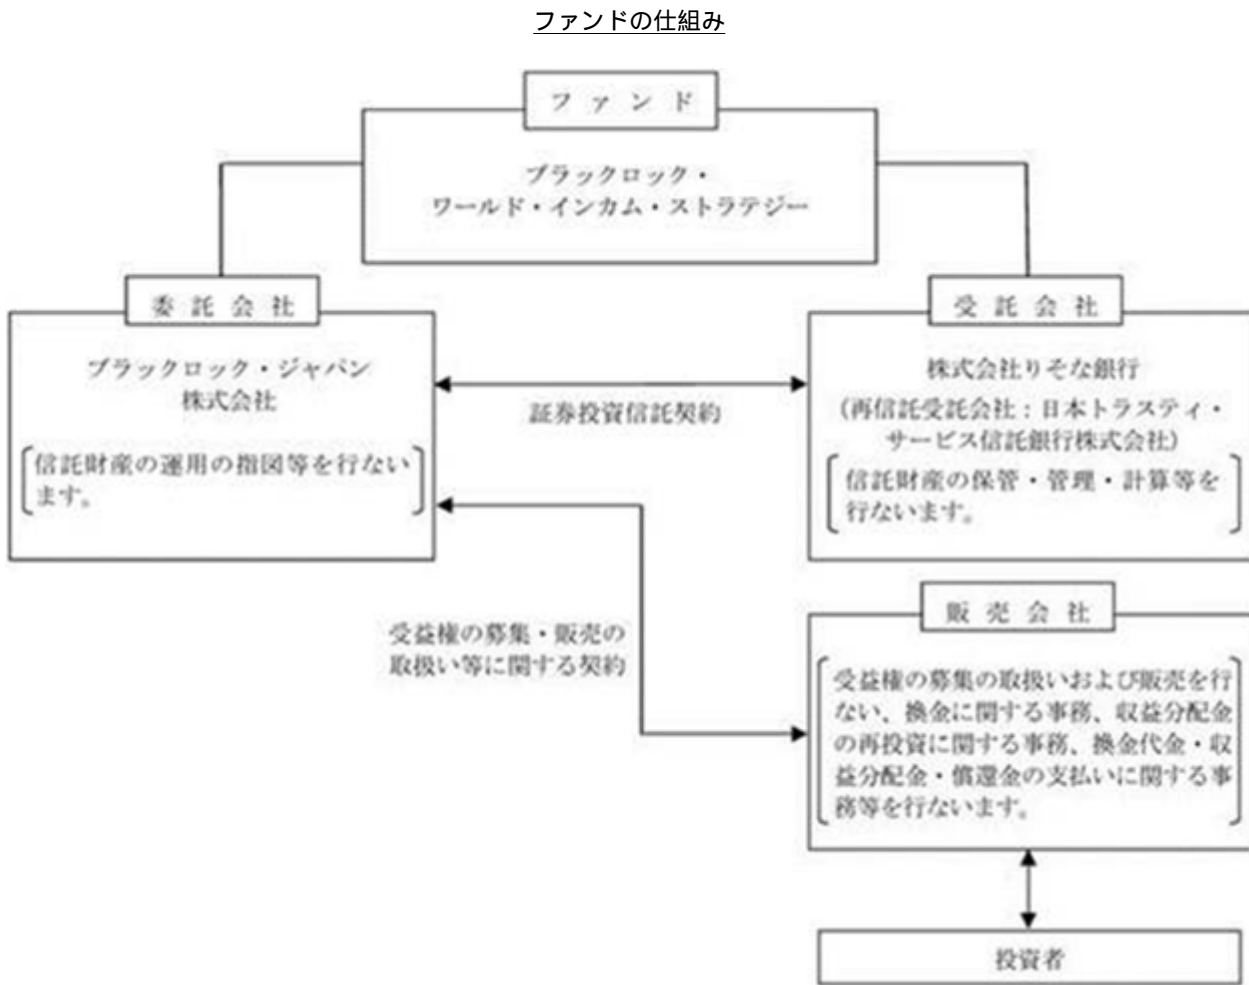 ファンドの仕組み
ファンド
ブラックロック・
ワールド・インカム・ストラテジー
委託会社
ブラックロック・ジャパン
株式会社
信託財産の運用の指図等を行ない
ます。
証券投資信託契約
受託会社
株式会社りそな銀行
（再信託受託会社：日本トラスティ・
サービス信託銀行株式会社）
信託財産の保管・管理・計算等を
行ないます。
受益権の募集・販売の
取扱い等に関する契約
販売会社
受益権の募集の取扱いおよび販売を行
ない、換金に関する事務、収益分配金
の再投資に関する事務、換金代金・収
益分配金・償還金の支払いに関する事
務等を行ないます。
投資者